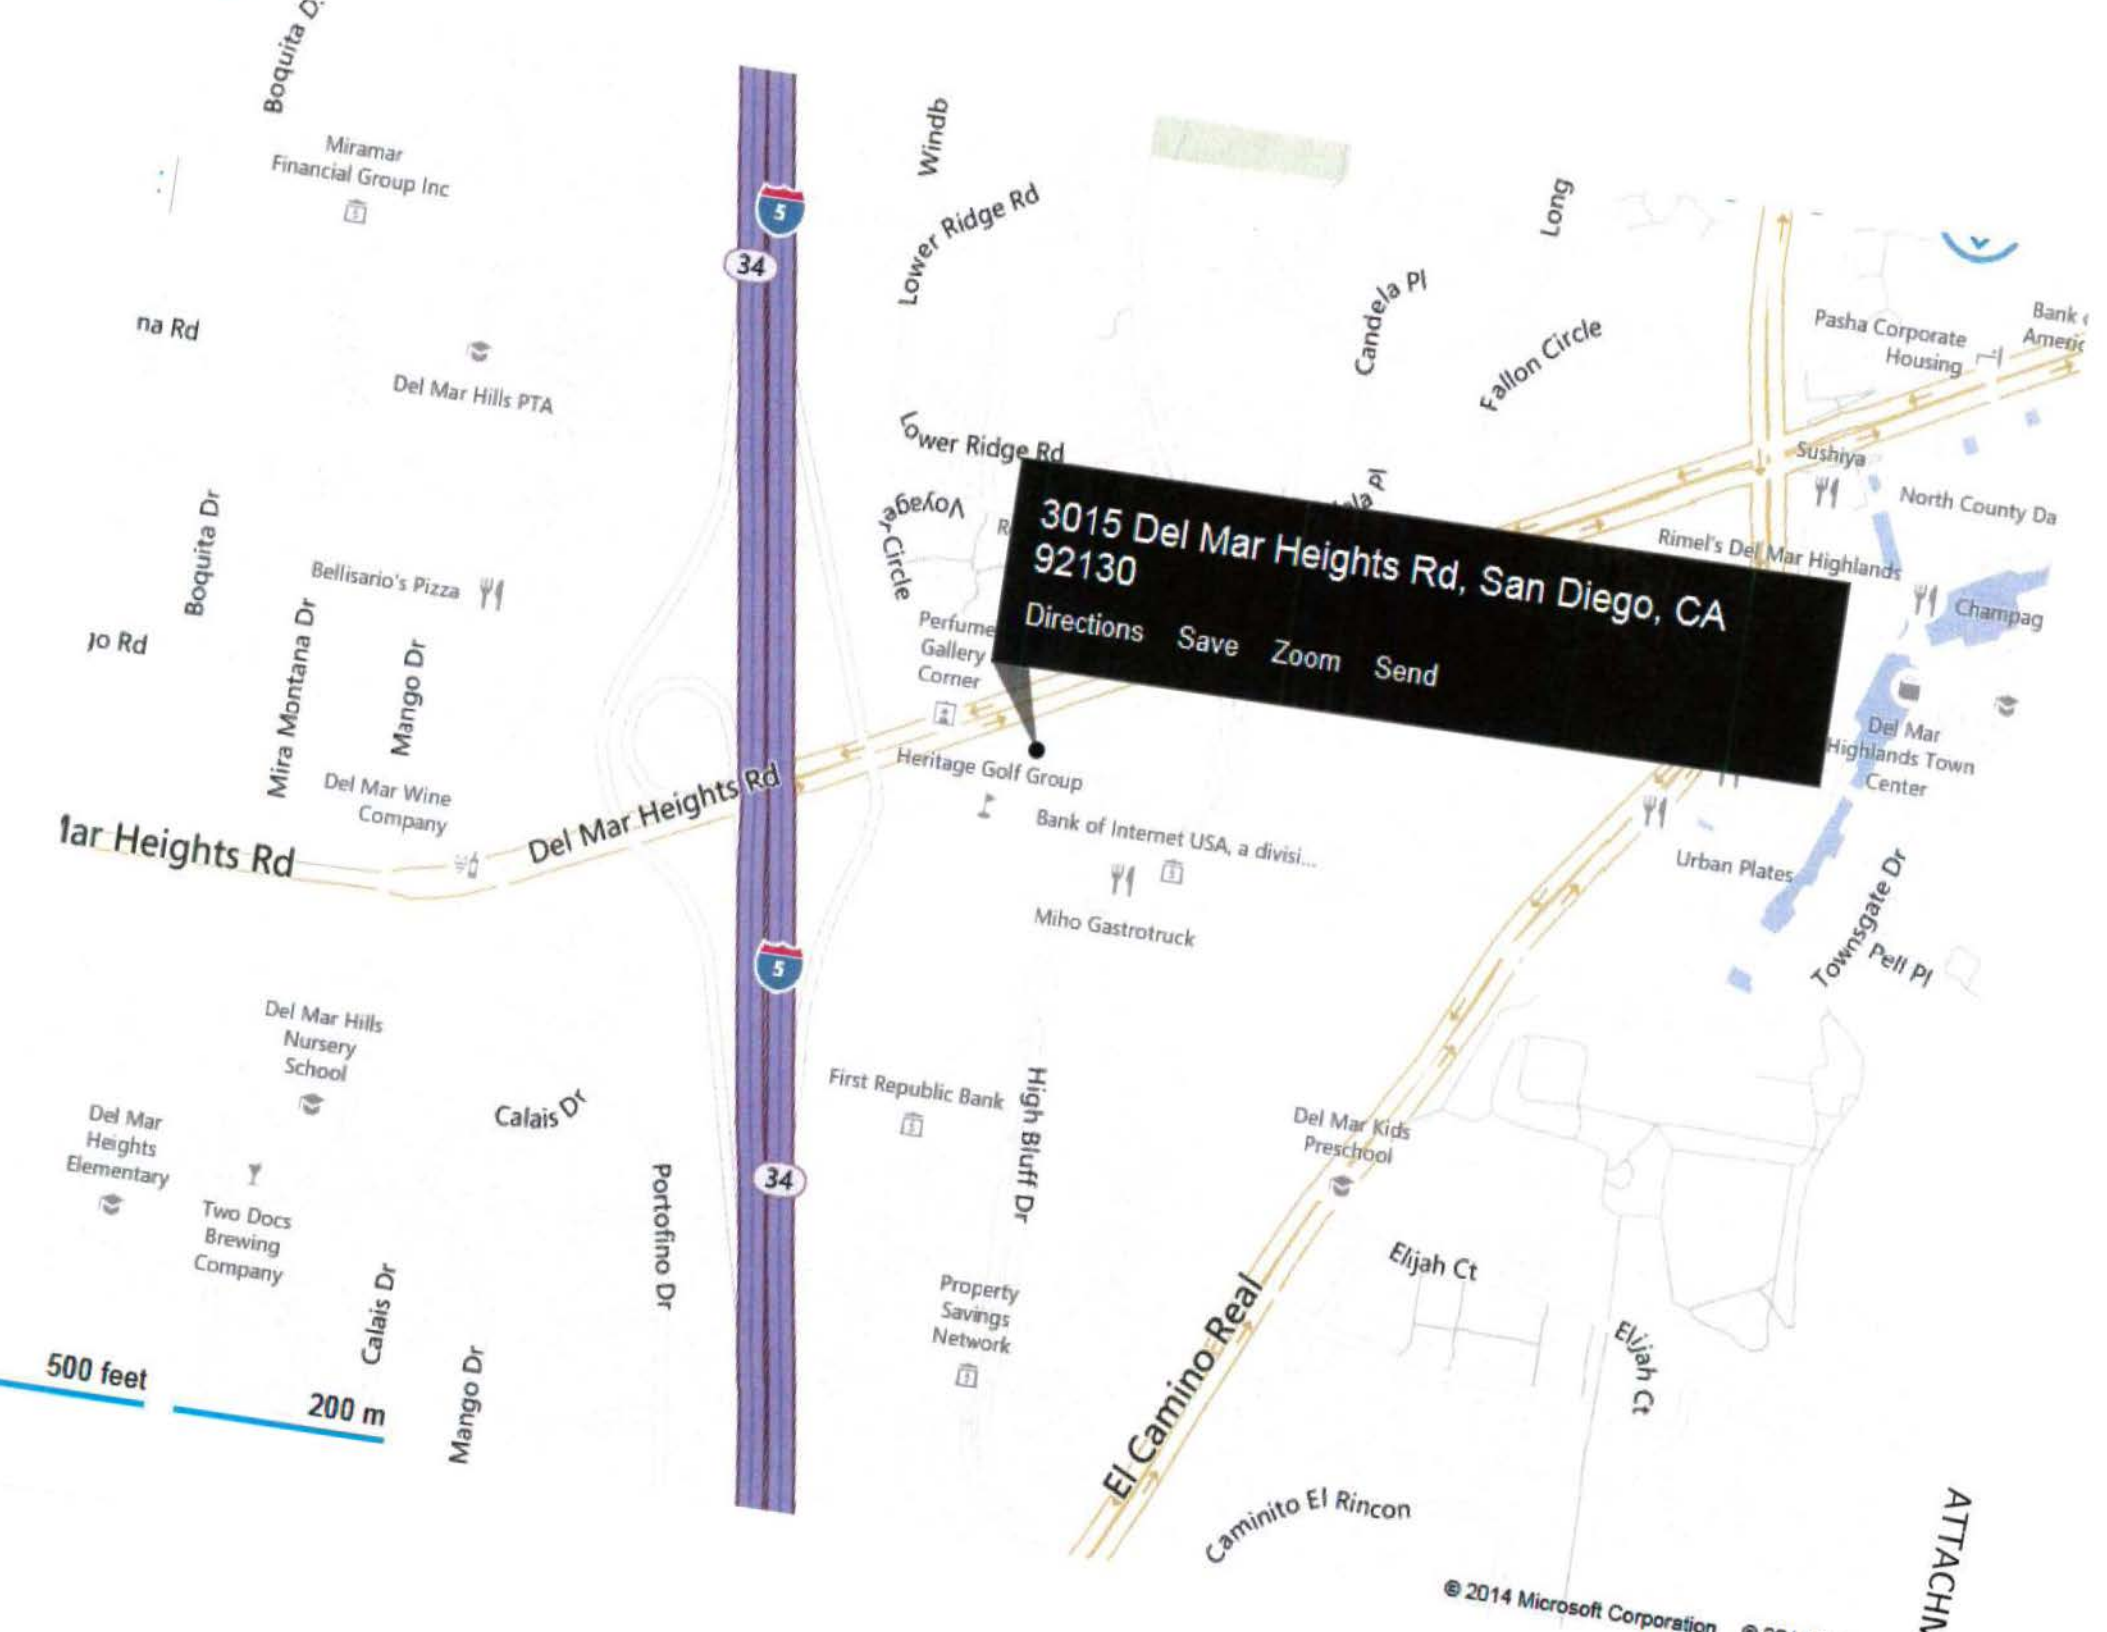 Boquita
Miramar
Financial Group Inc
5
34
Windb
Lower Ridge Rd
Long
Candela Pl
Fallon Circle
Pasha Corporate
Housing
Bank
Americ
na Rd
Del Mar Hills PTA
Lower Ridge Rd
Sushiya
North County Da
Voyager Circle
Pl
3015 Del Mar Heights Rd, San Diego, CA
92130
Directions Save Zoom Send
Rimel's Del Mar Highlands
Champag
Boquita Dr
Bellisario's Pizza
Mira Montana Dr
Mango Dr
go Rd
Perfume
Gallery
Corner
Del Mar
Highlands Town
Center
Heritage Golf Group
Del Mar Wine
Company
Del Mar Heights Rd
lar Heights Rd
Bank of Internet USA, a divisi...
Miho Gastrotruck
Urban Plates
Townsgate Dr
Pell Pl
5
Del Mar Hills
Nursery
School
Calais Dr
First Republic Bank
High Bluff Dr
Del Mar Kids
Preschool
Del Mar
Heights
Elementary
Two Docs
Brewing
Company
Portofino Dr
34
Elijah Ct
Calais Dr
Property
Savings
Network
El Camino Real
Elijah Ct
500 feet
200 m
Mango Dr
Caminito El Rincon
© 2014 Microsoft Corporation
ATTACHM